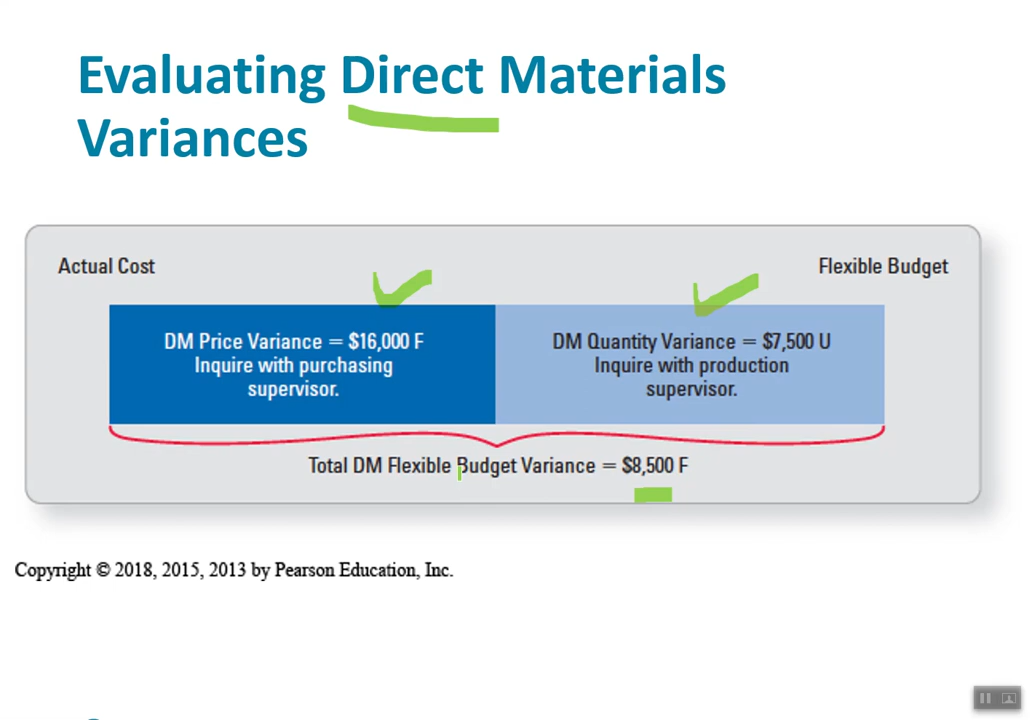 Evaluating Direct Materials
Variances
Actual Cost
Flexible Budget
DM Price Variance = $16,000 F
Inquire with purchasing
supervisor.
DM Quantity Variance = $7,500 U
Inquire with production
supervisor.
Total DM Flexible Budget Variance = $8,500 F
Copyright © 2018, 2015, 2013 by Pearson Education, Inc.